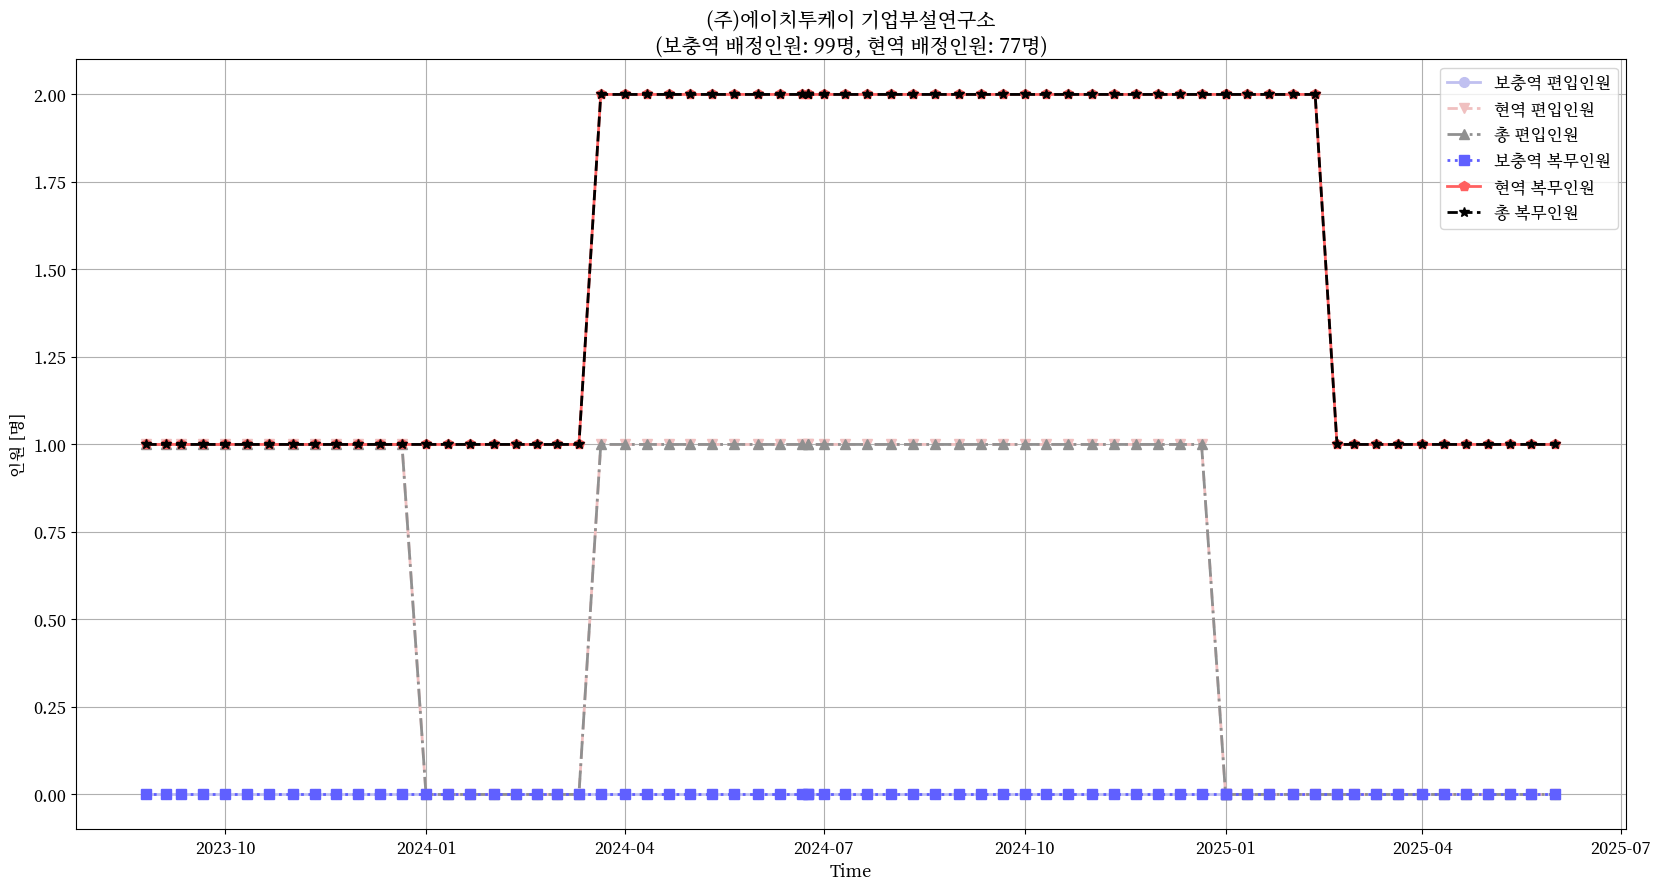 (주)에이치투케이 기업부설연구소
(보충역 배정인원: 99명, 현역 배정인원: 77명)
보충역 편입인원
현역 편입인원
총 편입인원
보충역 복무인원
현역 복무인원
총 복무인원
인원 [명]
2.00
1.75
1.50
1.25
1.00
0.75
0.50
0.25
0.00
2023-10
2024-01
2024-04
2024-07
2024-10
2025-01
2025-04
2025-07
Time